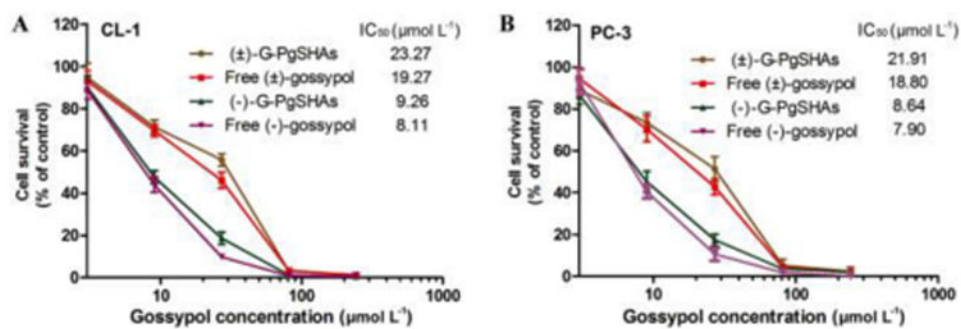 A
CL-1
IC50 (μmol L-1)
(±)-G-PgSHAs 23.27
Free (±)-gossypol 19.27
(-)-G-PgSHAs 9.26
Free (-)-gossypol 8.11
Cell survival
(% of control)
120
100
80
60
40
20
0
10 100 1000
Gossypol concentration (μmol L-1)
B
PC-3
IC50 (μmol L-1)
(±)-G-PgSHAs 21.91
Free (±)-gossypol 18.80
(-)-G-PgSHAs 8.64
Free (-)-gossypol 7.90
Cell survival
(% of control)
120
100
80
60
40
20
0
10 100 1000
Gossypol concentration (μmol L-1)